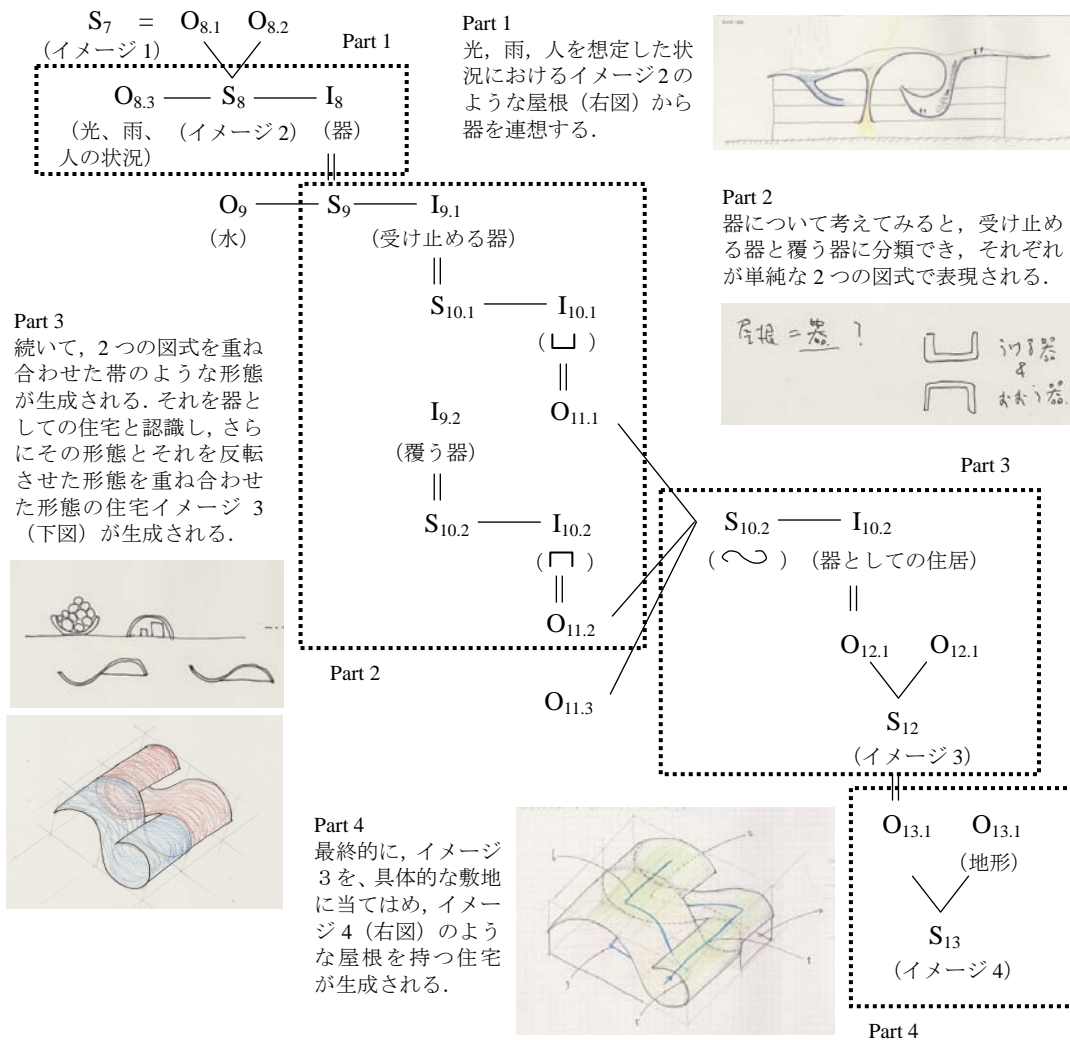 S7 = O8.1 O8.2
(イメージ 1)
Part 1
O8.3 S8 I8
(光、雨、 (イメージ 2) (器)
人の状況)
O9 S9 I9.1
(水) (受け止める器)
S10.1 I10.1
( )
I9.2 O11.1
(覆う器)
S10.2 I10.2
( )
O11.2
Part 2
O11.3
Part 1
光，雨，人を想定した状
況におけるイメージ 2 の
ような屋根（右図）から
器を連想する．
Part 2
器について考えてみると，受け止め
る器と覆う器に分類でき，それぞれ
が単純な 2 つの図式で表現される．
屋根 = 器 ?
うける器
&
おおう器
Part 3
続いて，2 つの図式を重ね
合わせた帯のような形態
が生成される．それを器と
しての住宅と認識し，さら
にその形態とそれを反転
させた形態を重ね合わせ
た形態の住宅イメージ 3
（下図）が生成される．
Part 3
S10.2 I10.2
( ) (器としての住居)
O12.1 O12.1
S12
(イメージ 3)
Part 4
最終的に，イメージ
３を、具体的な敷地
に当てはめ，イメー
ジ 4（右図）のよう
な屋根を持つ住宅
が生成される．
O13.1 O13.1
(地形)
S13
(イメージ 4)
Part 4